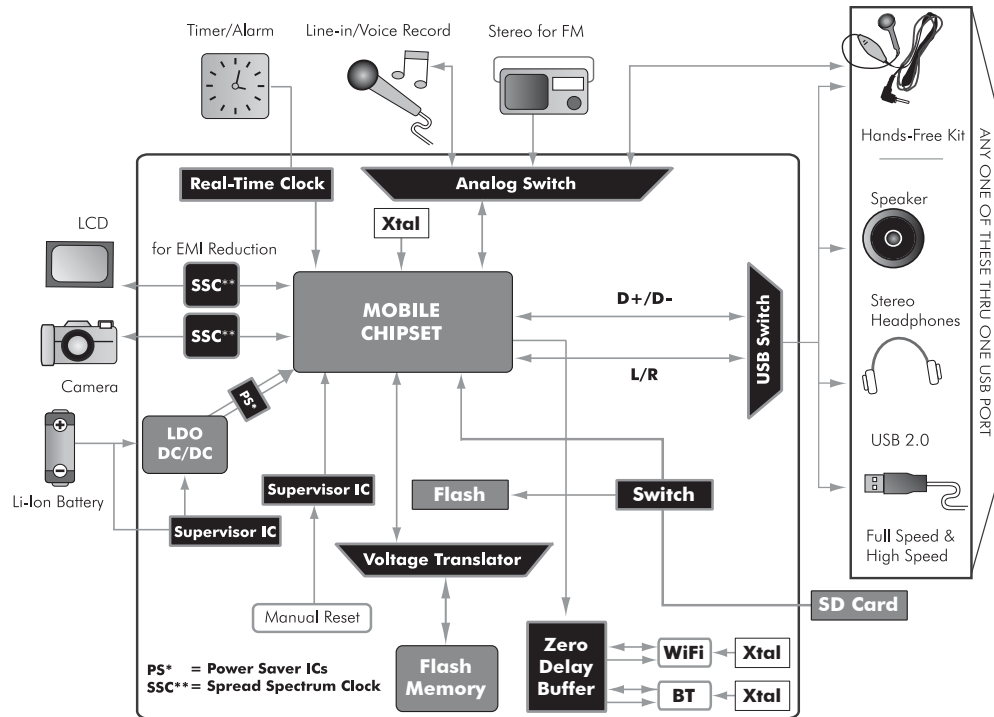 Timer/Alarm
Line-in/Voice Record
Stereo for FM
Hands-Free Kit
Real-Time Clock
Analog Switch
Speaker
LCD
Xtal
for EMI Reduction
SSC**
MOBILE
CHIPSET
D+/D-
USB Switch
Stereo
Headphones
ANY ONE OF THESE THRU ONE USB PORT
SSC**
L/R
Camera
PS*
LDO
DC/DC
USB 2.0
Li-Ion Battery
Supervisor IC
Flash
Switch
Supervisor IC
Full Speed &
High Speed
Voltage Translator
SD Card
Manual Reset
Zero
Delay
Buffer
WiFi
Xtal
Flash
Memory
BT
Xtal
PS* = Power Saver ICs
SSC** = Spread Spectrum Clock